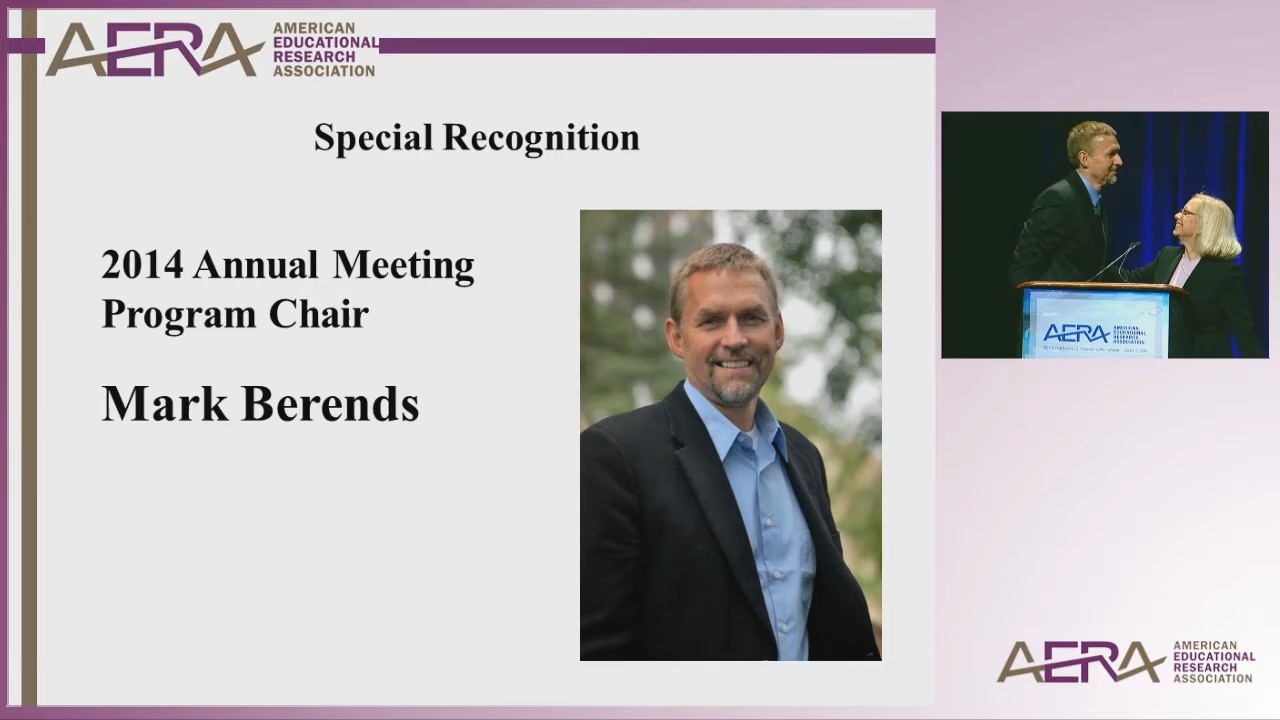 AERA
AMERICAN
EDUCATIONAL
RESEARCH
ASSOCIATION
Special Recognition
2014 Annual Meeting
Program Chair
Mark Berends
AERA
AMERICAN
EDUCATIONAL
RESEARCH
ASSOCIATION
AERA
AMERICAN
EDUCATIONAL
RESEARCH
ASSOCIATION